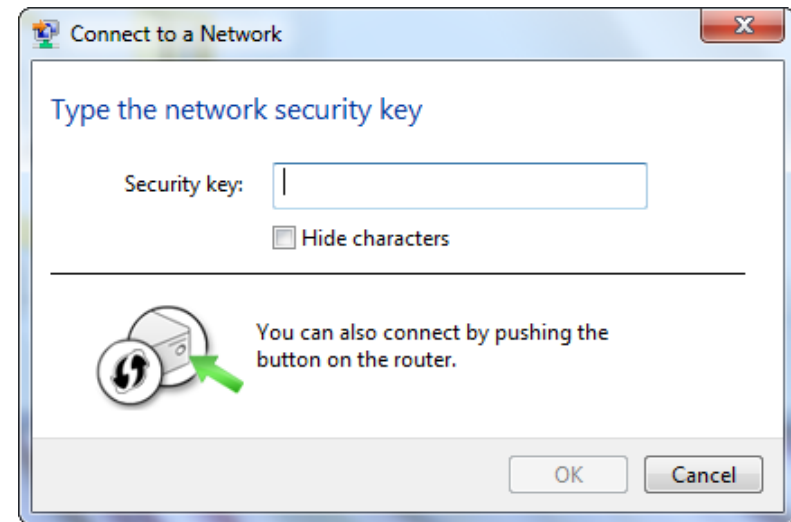 Connect to a Network
Type the network security key
Security key:
Hide characters
You can also connect by pushing the
button on the router.
OK
Cancel